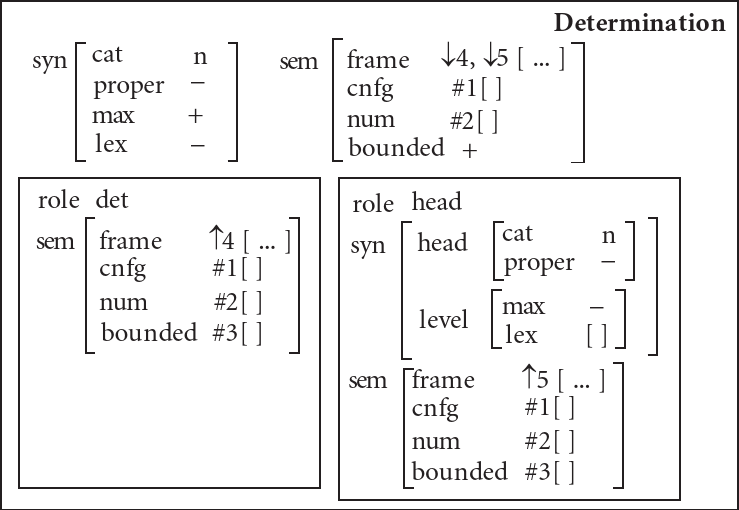 Determination
syn cat n
proper −
max +
lex −
sem frame ↓4, ↓5 [ ... ]
cnfg #1[ ]
num #2[ ]
bounded +
role det
sem frame ↑4 [ ... ]
cnfg #1[ ]
num #2[ ]
bounded #3[ ]
role head
syn head cat n
proper −
level max −
lex [ ]
sem frame ↑5 [ ... ]
cnfg #1[ ]
num #2[ ]
bounded #3[ ]